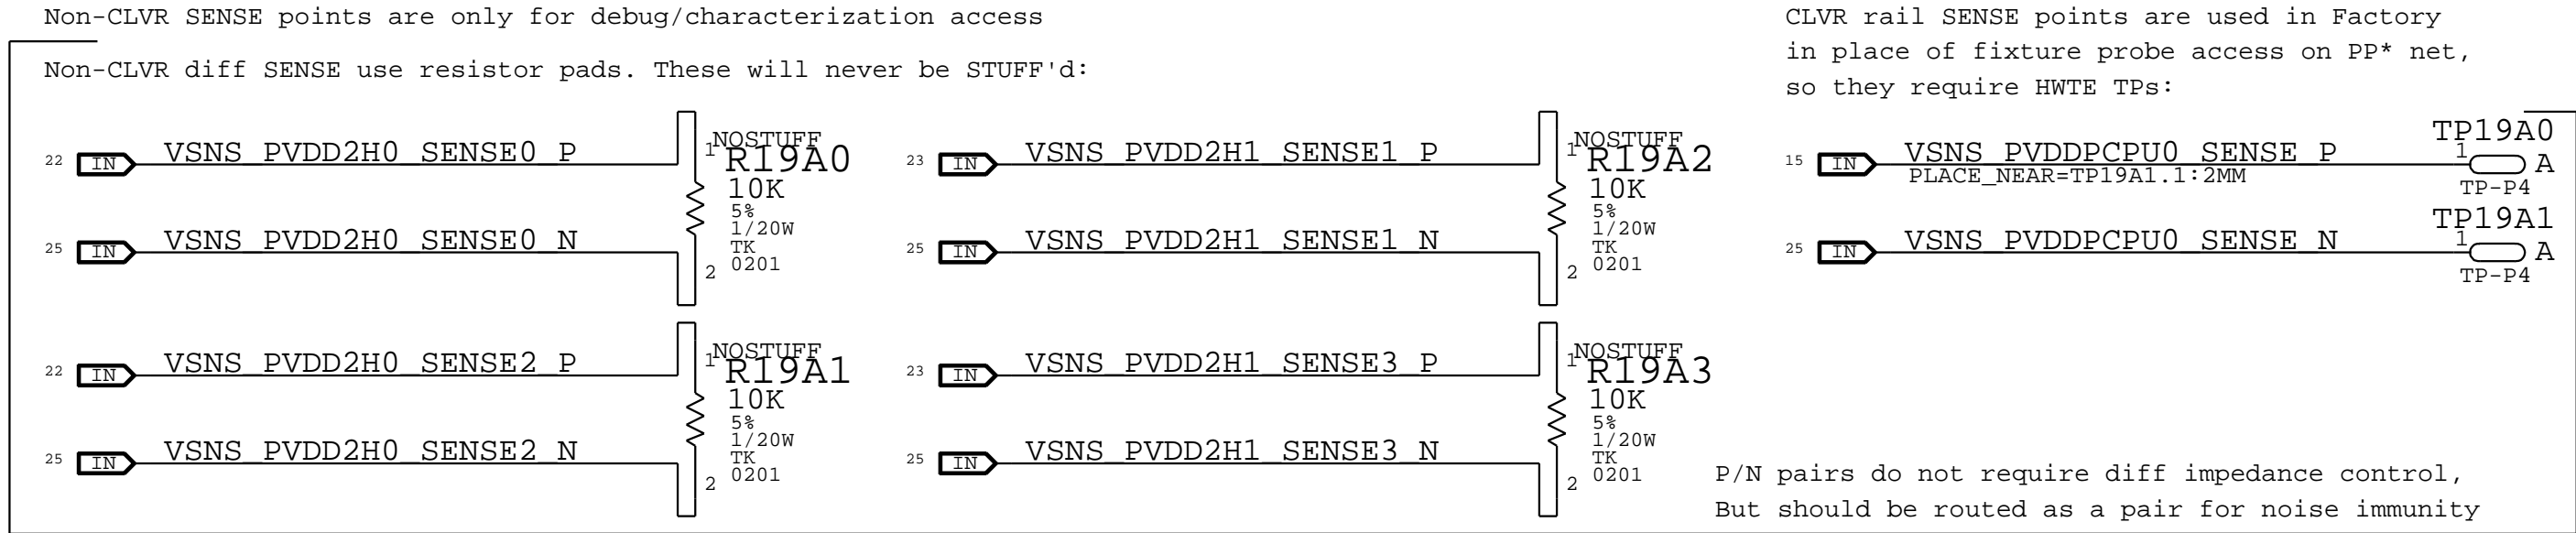 Non-CLVR SENSE points are only for debug/characterization access
Non-CLVR diff SENSE use resistor pads. These will never be STUFF'd:
22 IN VSNS_PVDD2H0_SENSE0_P
25 IN VSNS_PVDD2H0_SENSE0_N
1 NOSTUFF
R19A0
10K
5%
1/20W
TK
0201
2
23 IN VSNS_PVDD2H1_SENSE1_P
25 IN VSNS_PVDD2H1_SENSE1_N
1 NOSTUFF
R19A2
10K
5%
1/20W
TK
0201
2
22 IN VSNS_PVDD2H0_SENSE2_P
25 IN VSNS_PVDD2H0_SENSE2_N
1 NOSTUFF
R19A1
10K
5%
1/20W
TK
0201
2
23 IN VSNS_PVDD2H1_SENSE3_P
25 IN VSNS_PVDD2H1_SENSE3_N
1 NOSTUFF
R19A3
10K
5%
1/20W
TK
0201
2
CLVR rail SENSE points are used in Factory
in place of fixture probe access on PP* net,
so they require HWTE TPs:
TP19A0
15 IN VSNS_PVDDPCPU0_SENSE_P 1 A
PLACE_NEAR=TP19A1.1:2MM
TP-P4
TP19A1
25 IN VSNS_PVDDPCPU0_SENSE_N 1 A
TP-P4
P/N pairs do not require diff impedance control,
But should be routed as a pair for noise immunity